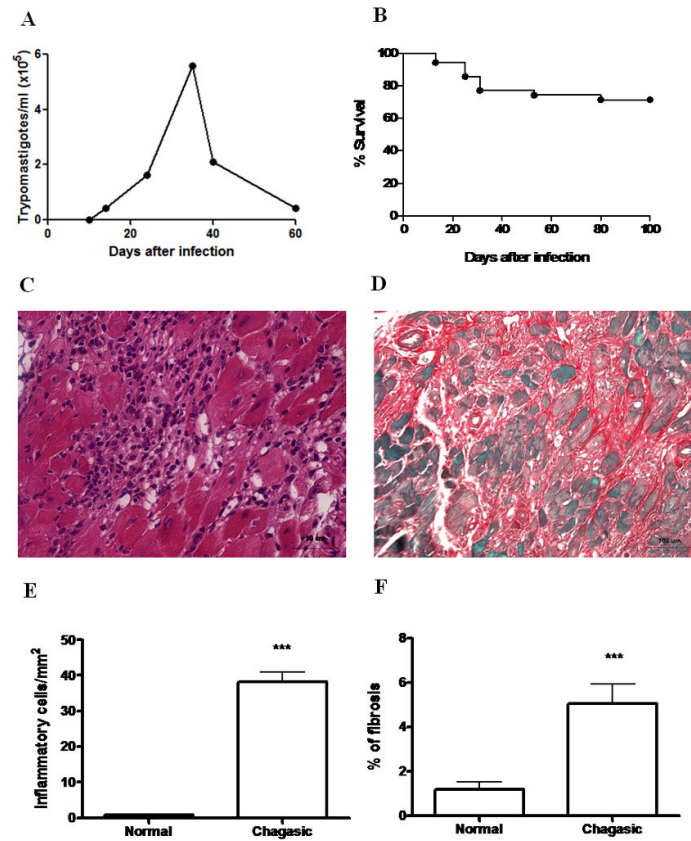 A
Trypomastigotes/ml (x10⁵)
6
4
2
0
0
20
40
60
Days after infection
B
% Survival
100
80
60
40
20
0
0
20
40
60
80
100
Days after infection
C
D
100 um
E
Inflammatory cells/mm²
50
40
30
20
10
0
***
Normal
Chagasic
F
% of fibrosis
8
6
4
2
0
***
Normal
Chagasic